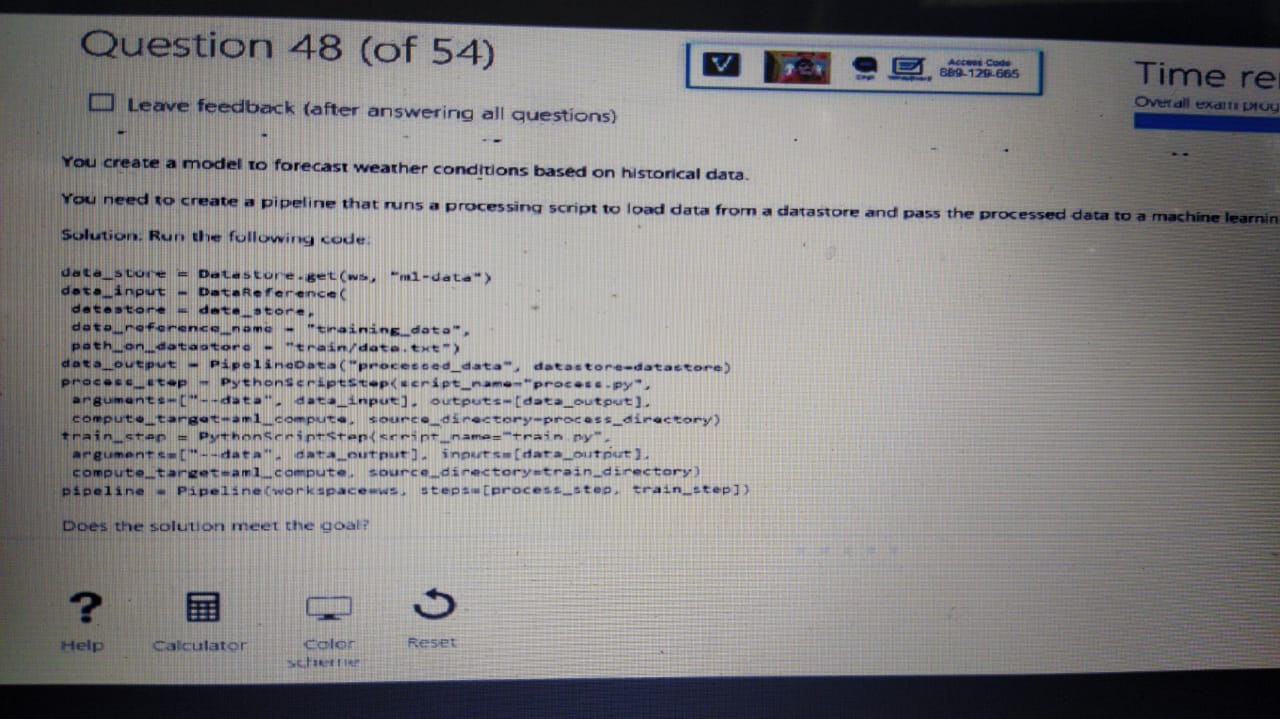 Question 48 (of 54)
Access Code
889-129-665
Time re
Overall exam prog
Leave feedback (after answering all questions)
You create a model to forecast weather conditions based on historical data.
You need to create a pipeline that runs a processing script to load data from a datastore and pass the processed data to a machine learnin
Solution: Run the following code:
data_store = Datastore.get(ws, "ml-data")
data_input = DataReference(
datastore = data_store,
data_reference_name = "training_data",
path_on_datastore = "train/data.txt")
data_output = PipelineData("processed_data", datastore=datastore)
process_step = PythonScriptStep(script_name="process.py",
arguments=["--data", data_input], outputs=[data_output],
compute_target=aml_compute, source_directory=process_directory)
train_step = PythonScriptStep(script_name="train.py",
arguments=["--data", data_output], inputs=[data_output],
compute_target=aml_compute, source_directory=train_directory)
pipeline = Pipeline(workspace=ws, steps=[process_step, train_step])
Does the solution meet the goal?
?
Help
Calculator
Color
scheme
Reset